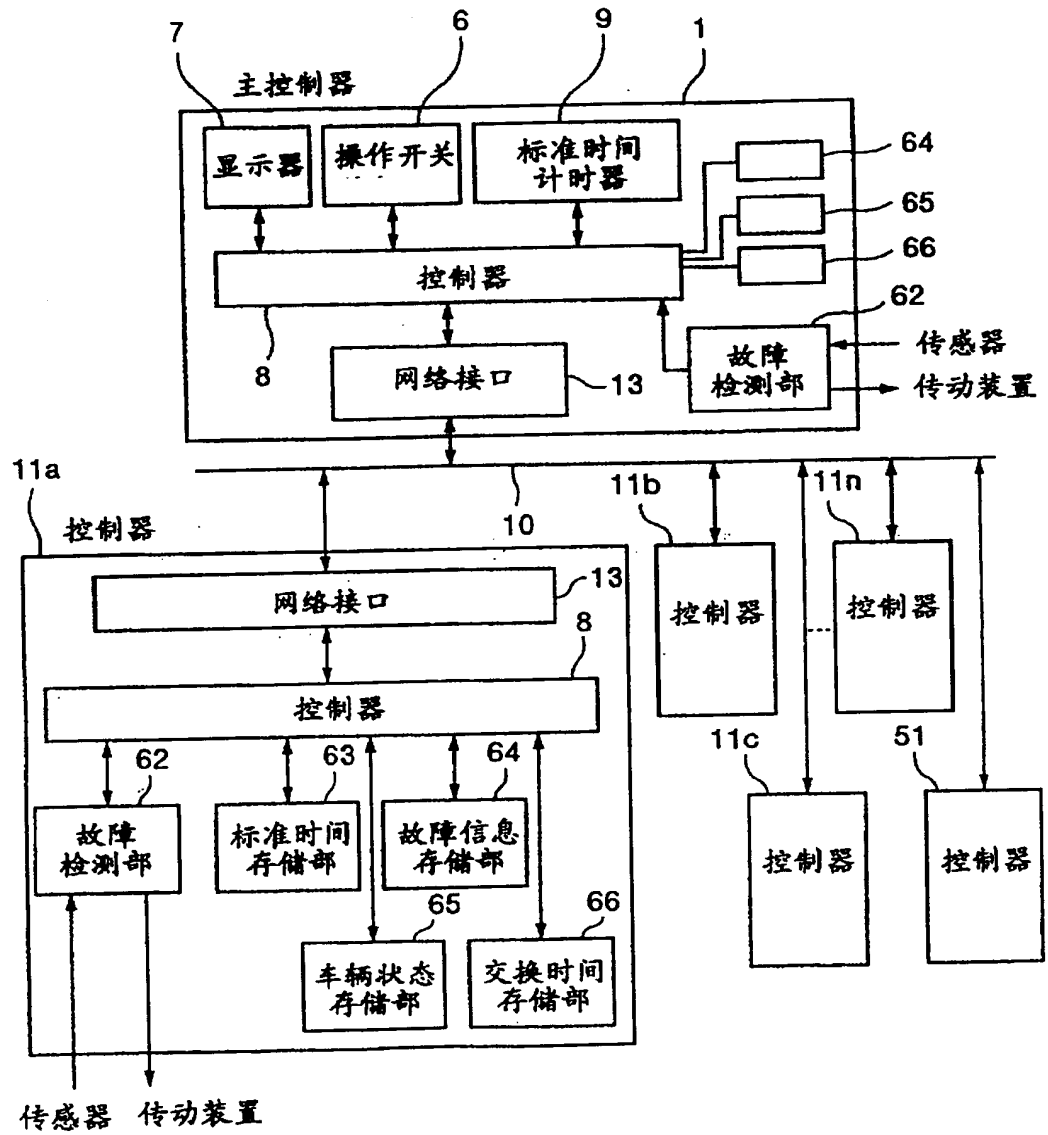 7
6
9
1
主控制器
显示器
操作开关
标准时间
计时器
64
65
66
控制器
8
62
网络接口
13
故障
检测部
传感器
传动装置
11a
10
11b
11n
控制器
网络接口
13
8
控制器
控制器
控制器
62
63
64
故障
检测部
标准时间
存储部
故障信息
存储部
65
66
车辆状态
存储部
交换时间
存储部
11c
51
控制器
控制器
传感器
传动装置